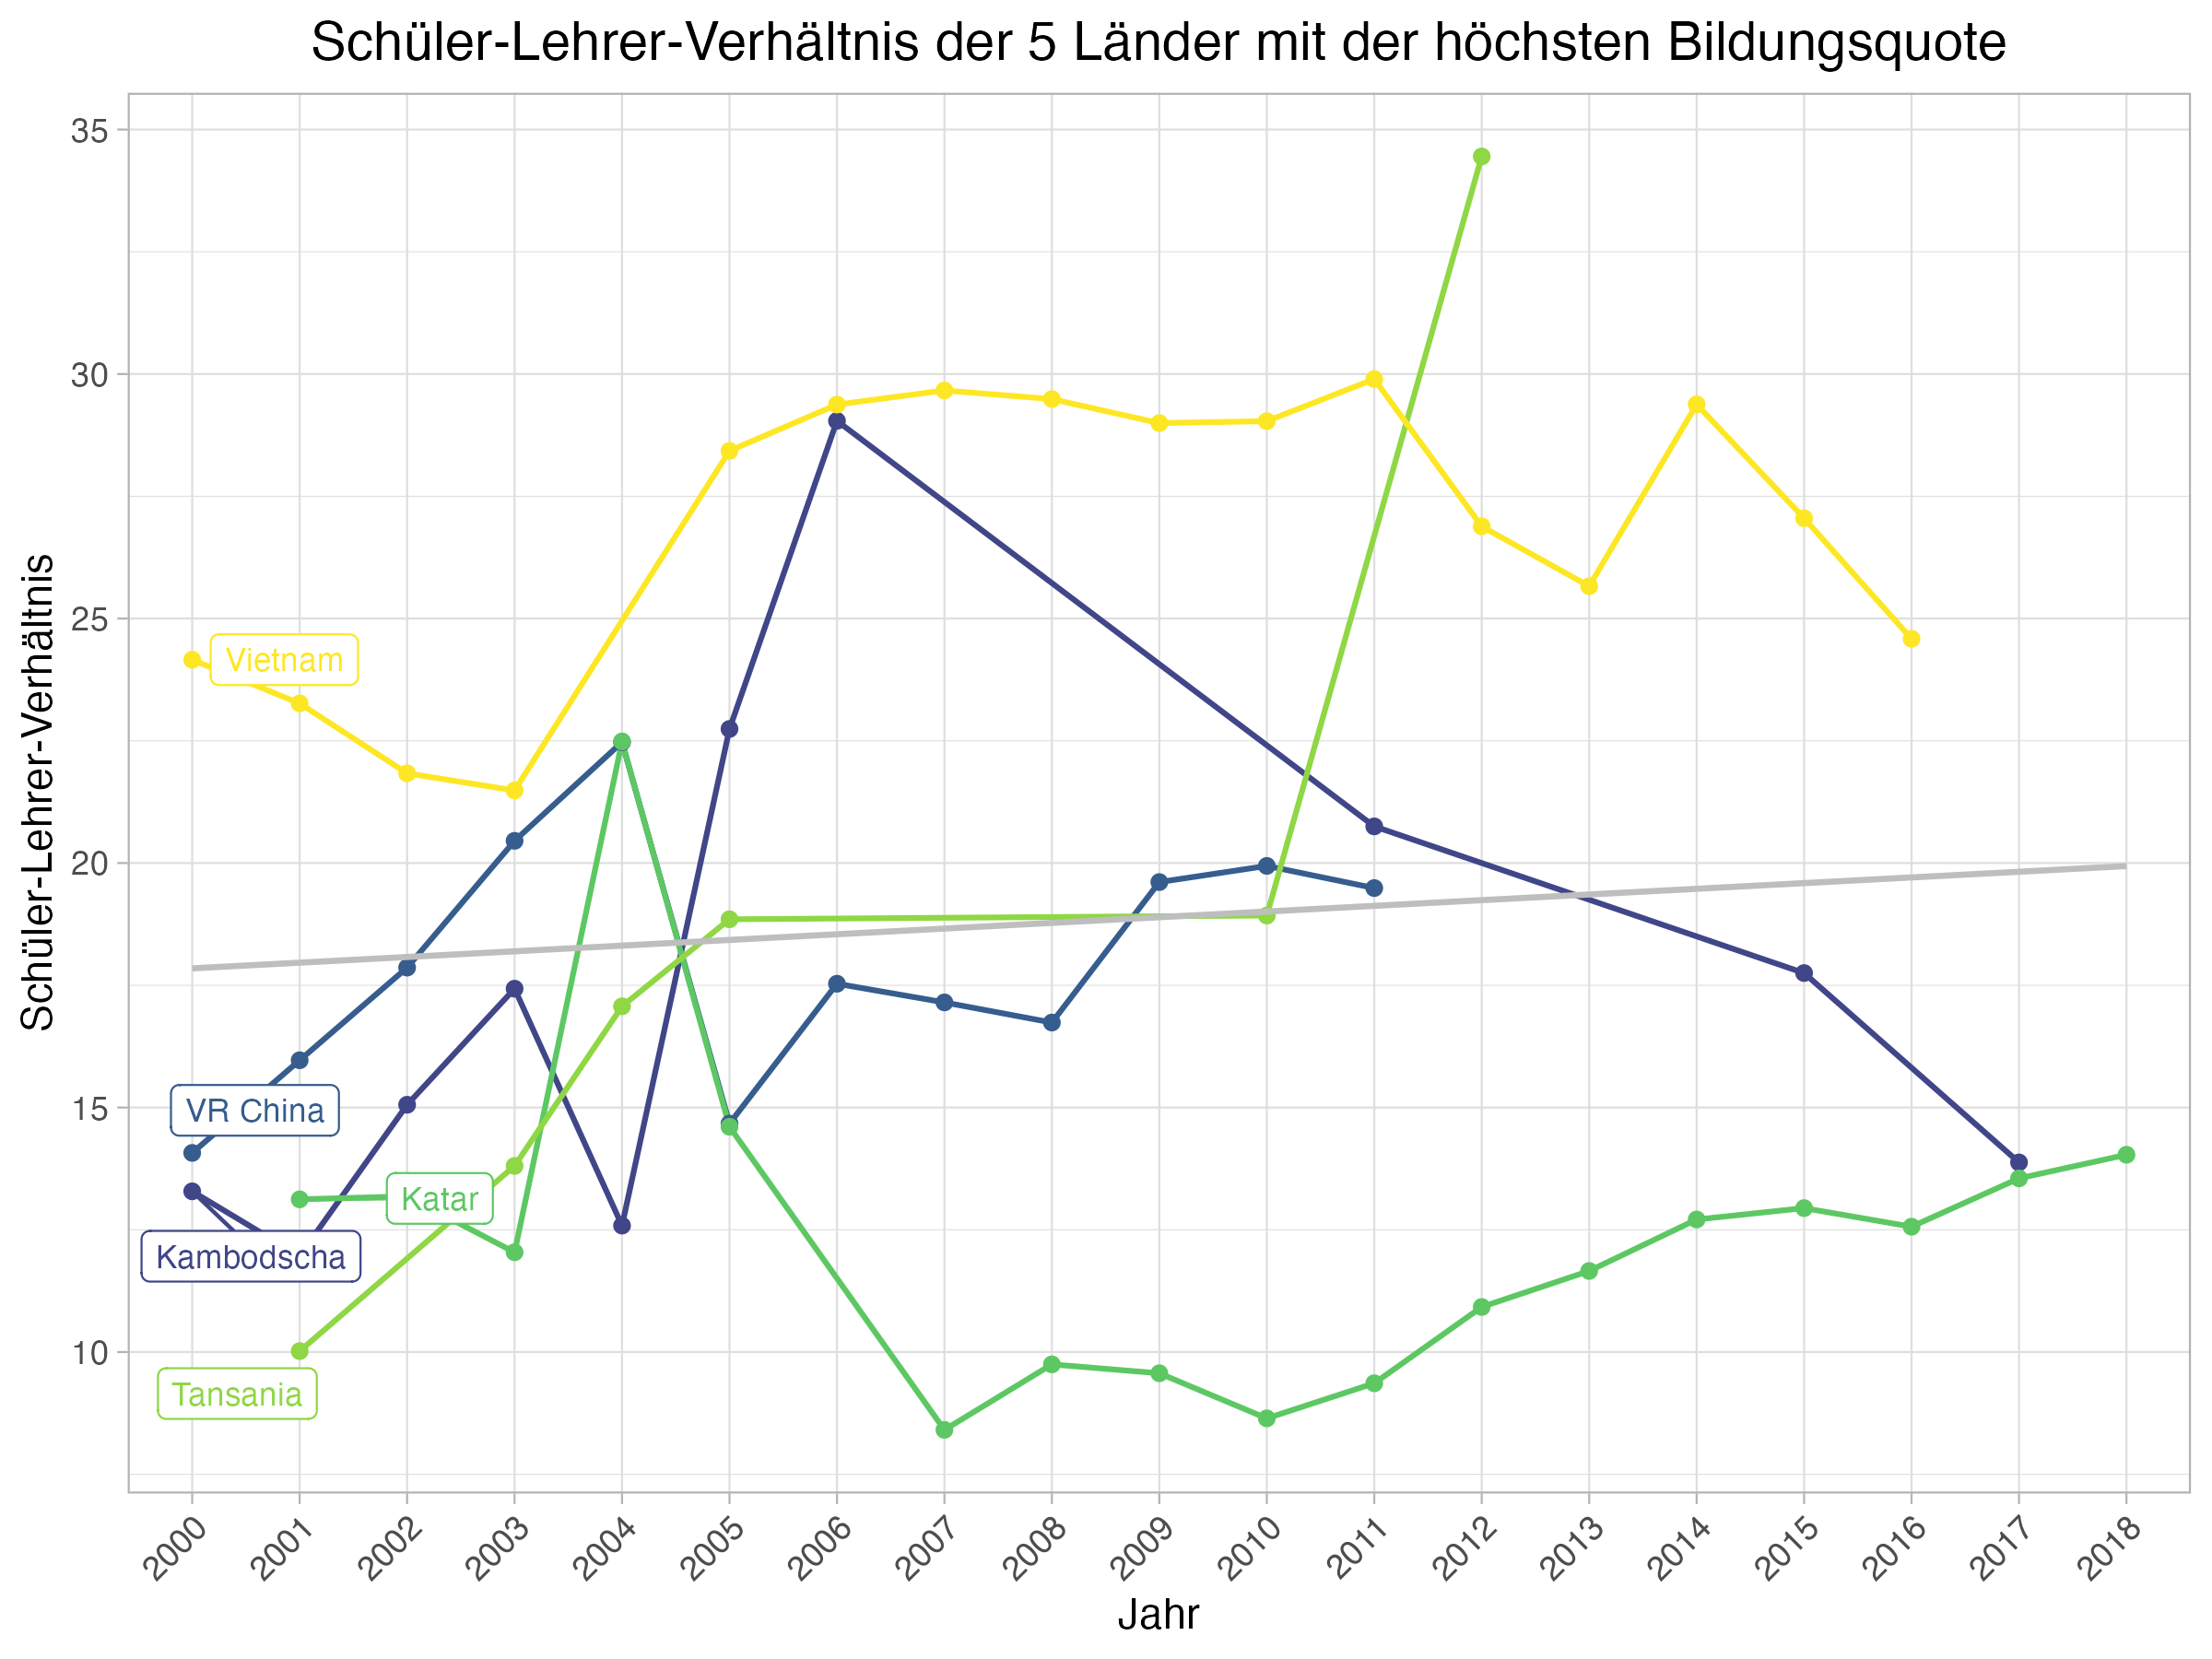 Schüler-Lehrer-Verhältnis der 5 Länder mit der höchsten Bildungsquote
Schüler-Lehrer-Verhältnis
35
30
25
20
15
10
Vietnam
VR China
Katar
Kambodscha
Tansania
2000 2001 2002 2003 2004 2005 2006 2007 2008 2009 2010 2011 2012 2013 2014 2015 2016 2017 2018
Jahr